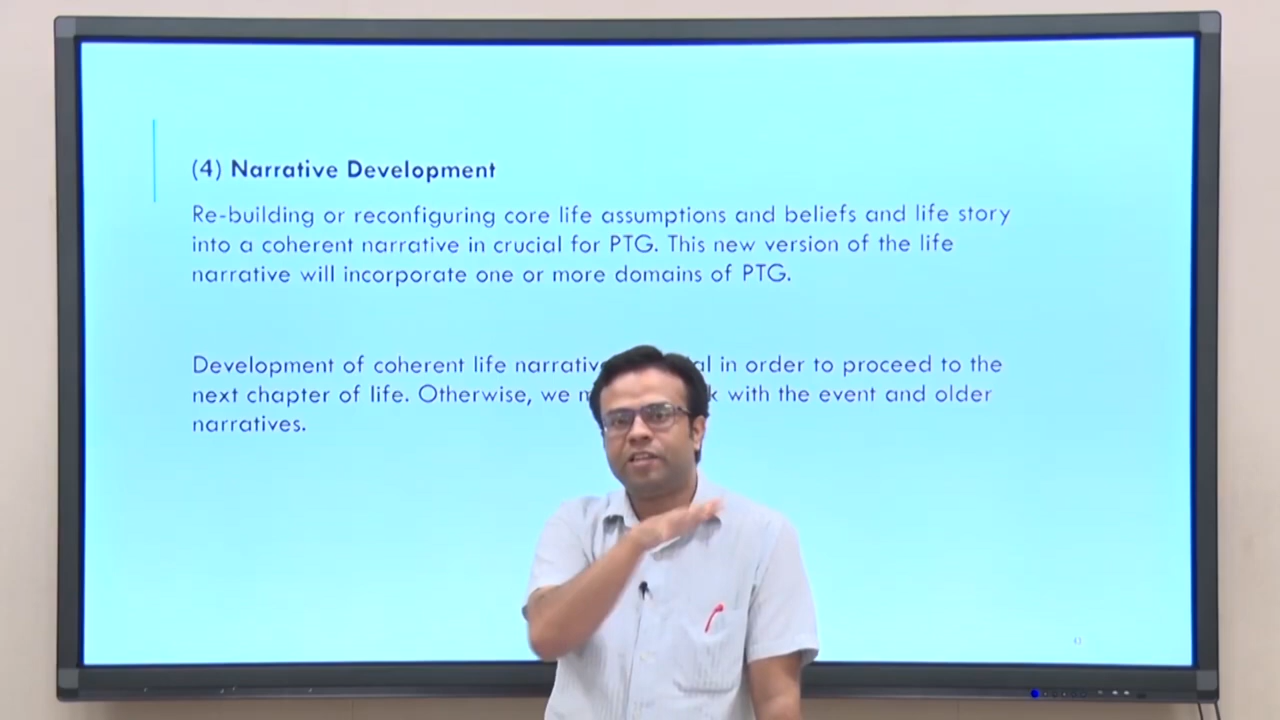 (4) Narrative Development
Re-building or reconfiguring core life assumptions and beliefs and life story
into a coherent narrative in crucial for PTG. This new version of the life
narrative will incorporate one or more domains of PTG.
Development of coherent life narrative in order to proceed to the
next chapter of life. Otherwise, we with the event and older
narratives.